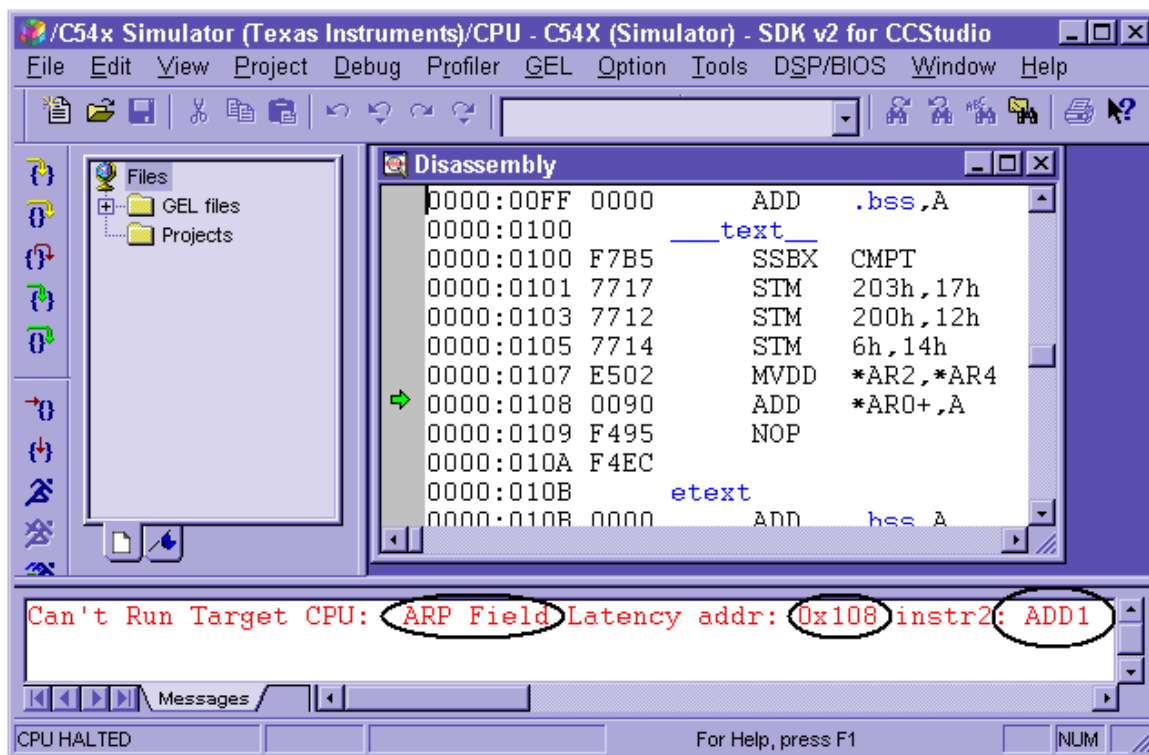 /C54x Simulator (Texas Instruments)/CPU - C54X (Simulator) - SDK v2 for CCStudio
File Edit View Project Debug Profiler GEL Option Tools DSP/BIOS Window Help
Files
GEL files
Projects
Disassembly
0000:00FF 0000 ADD .bss,A
0000:0100 ___text__
0000:0100 F7B5 SSBX CMPT
0000:0101 7717 STM 203h,17h
0000:0103 7712 STM 200h,12h
0000:0105 7714 STM 6h,14h
0000:0107 E502 MVDD *AR2,*AR4
0000:0108 0090 ADD *AR0+,A
0000:0109 F495 NOP
0000:010A F4EC
0000:010B etext
0000:010B 0000 ADD .bss,A
Can't Run Target CPU: ARP Field Latency addr: 0x108 instr2: ADD1
Messages
CPU HALTED For Help, press F1 NUM